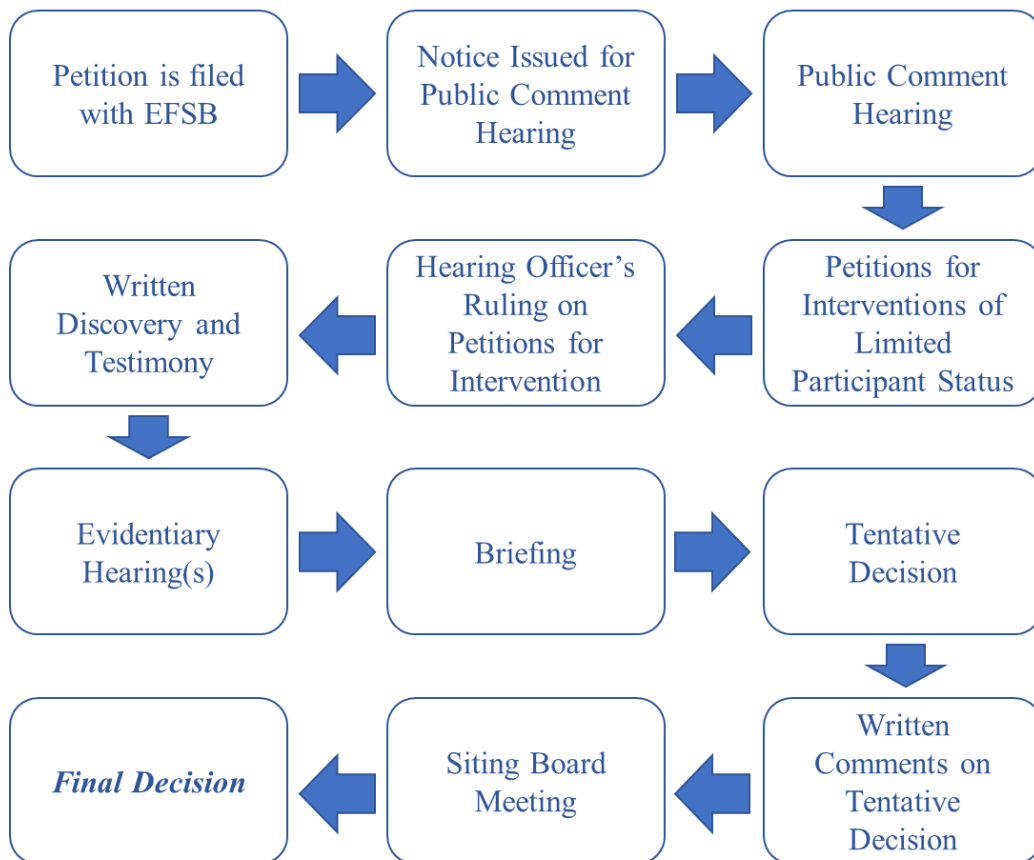 Petition is filed
with EFSB
Notice Issued for
Public Comment
Hearing
Public Comment
Hearing
Petitions for
Interventions of
Limited
Participant Status
Hearing Officer’s
Ruling on
Petitions for
Intervention
Written
Discovery and
Testimony
Evidentiary
Hearing(s)
Briefing
Tentative
Decision
Written
Comments on
Tentative
Decision
Siting Board
Meeting
Final Decision